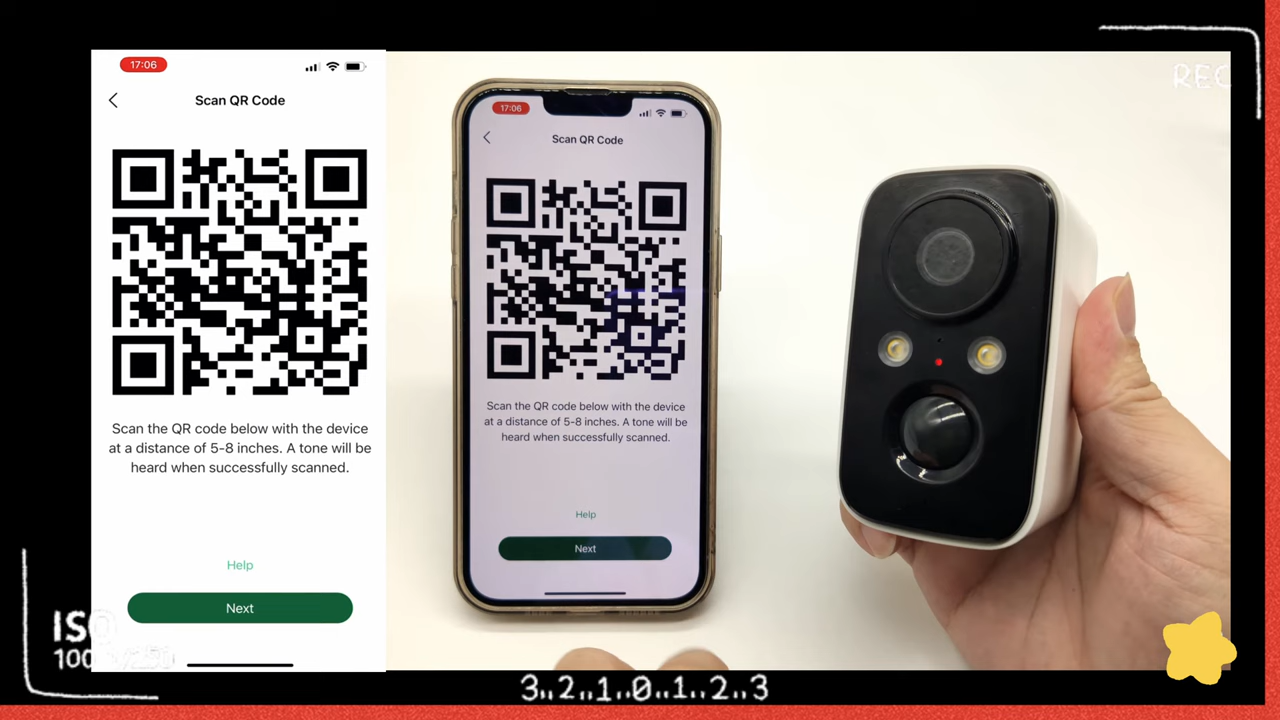 17:06
Scan QR Code
Scan the QR code below with the device
at a distance of 5-8 inches. A tone will be
heard when successfully scanned.
Help
Next
17:06
Scan QR Code
Scan the QR code below with the device
at a distance of 5-8 inches. A tone will be
heard when successfully scanned.
Help
Next
REC
ISO
100 1/250
3..2..1..0..1..2..3